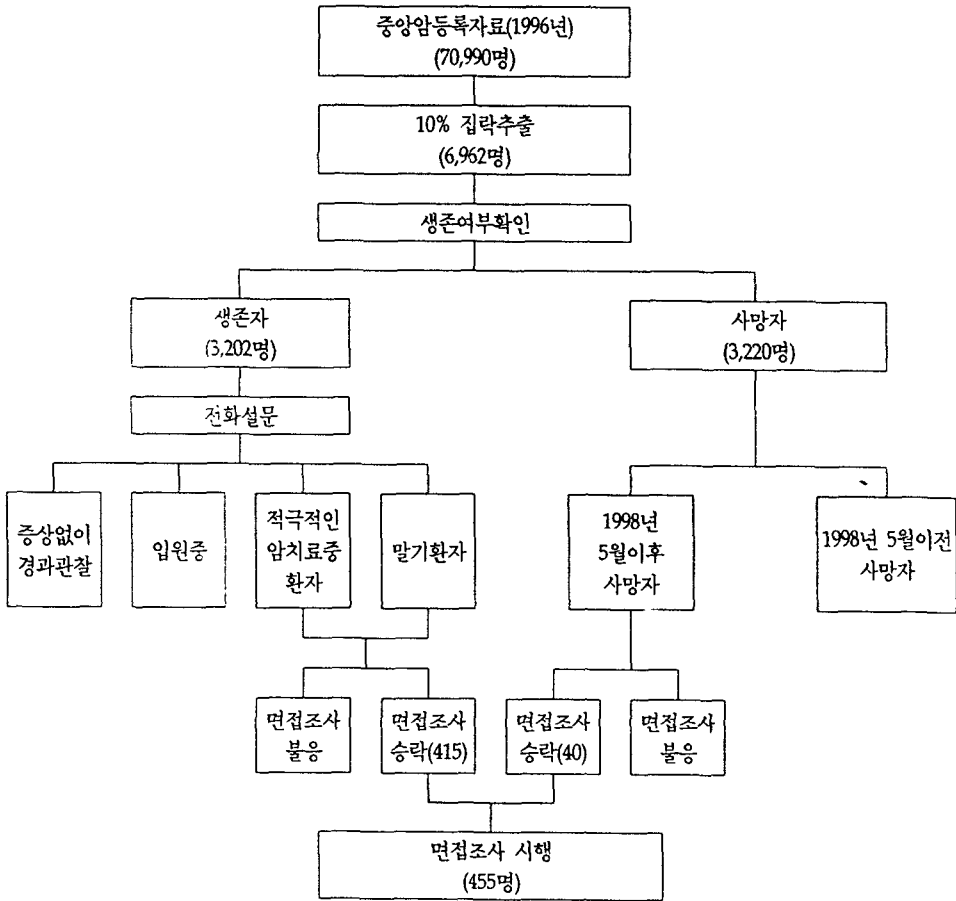 중앙암등록자료(1996년)
(70,990명)
10% 집락추출
(6,962명)
생존여부확인
생존자
(3,202명)
사망자
(3,220명)
전화설문
증상없이
경과관찰
입원중
적극적인
암치료중
환자
말기환자
1998년
5월이후
사망자
1998년 5월이전
사망자
면접조사
불응
면접조사
승락(415)
면접조사
승락(40)
면접조사
불응
면접조사 시행
(455명)